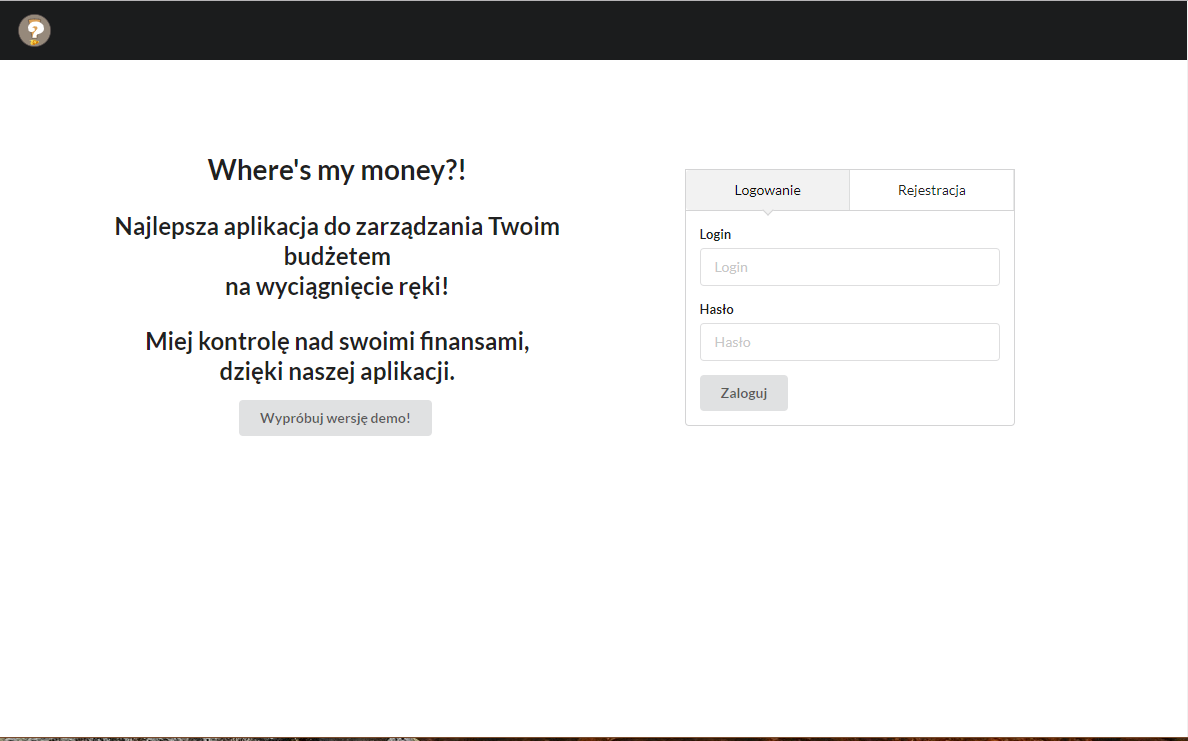 ?
Where's my money?!
Najlepsza aplikacja do zarządzania Twoim
budżetem
na wyciągnięcie ręki!
Miej kontrolę nad swoimi finansami,
dzięki naszej aplikacji.
Wypróbuj wersję demo!
Logowanie
Rejestracja
Login
Login
Hasło
Hasło
Zaloguj